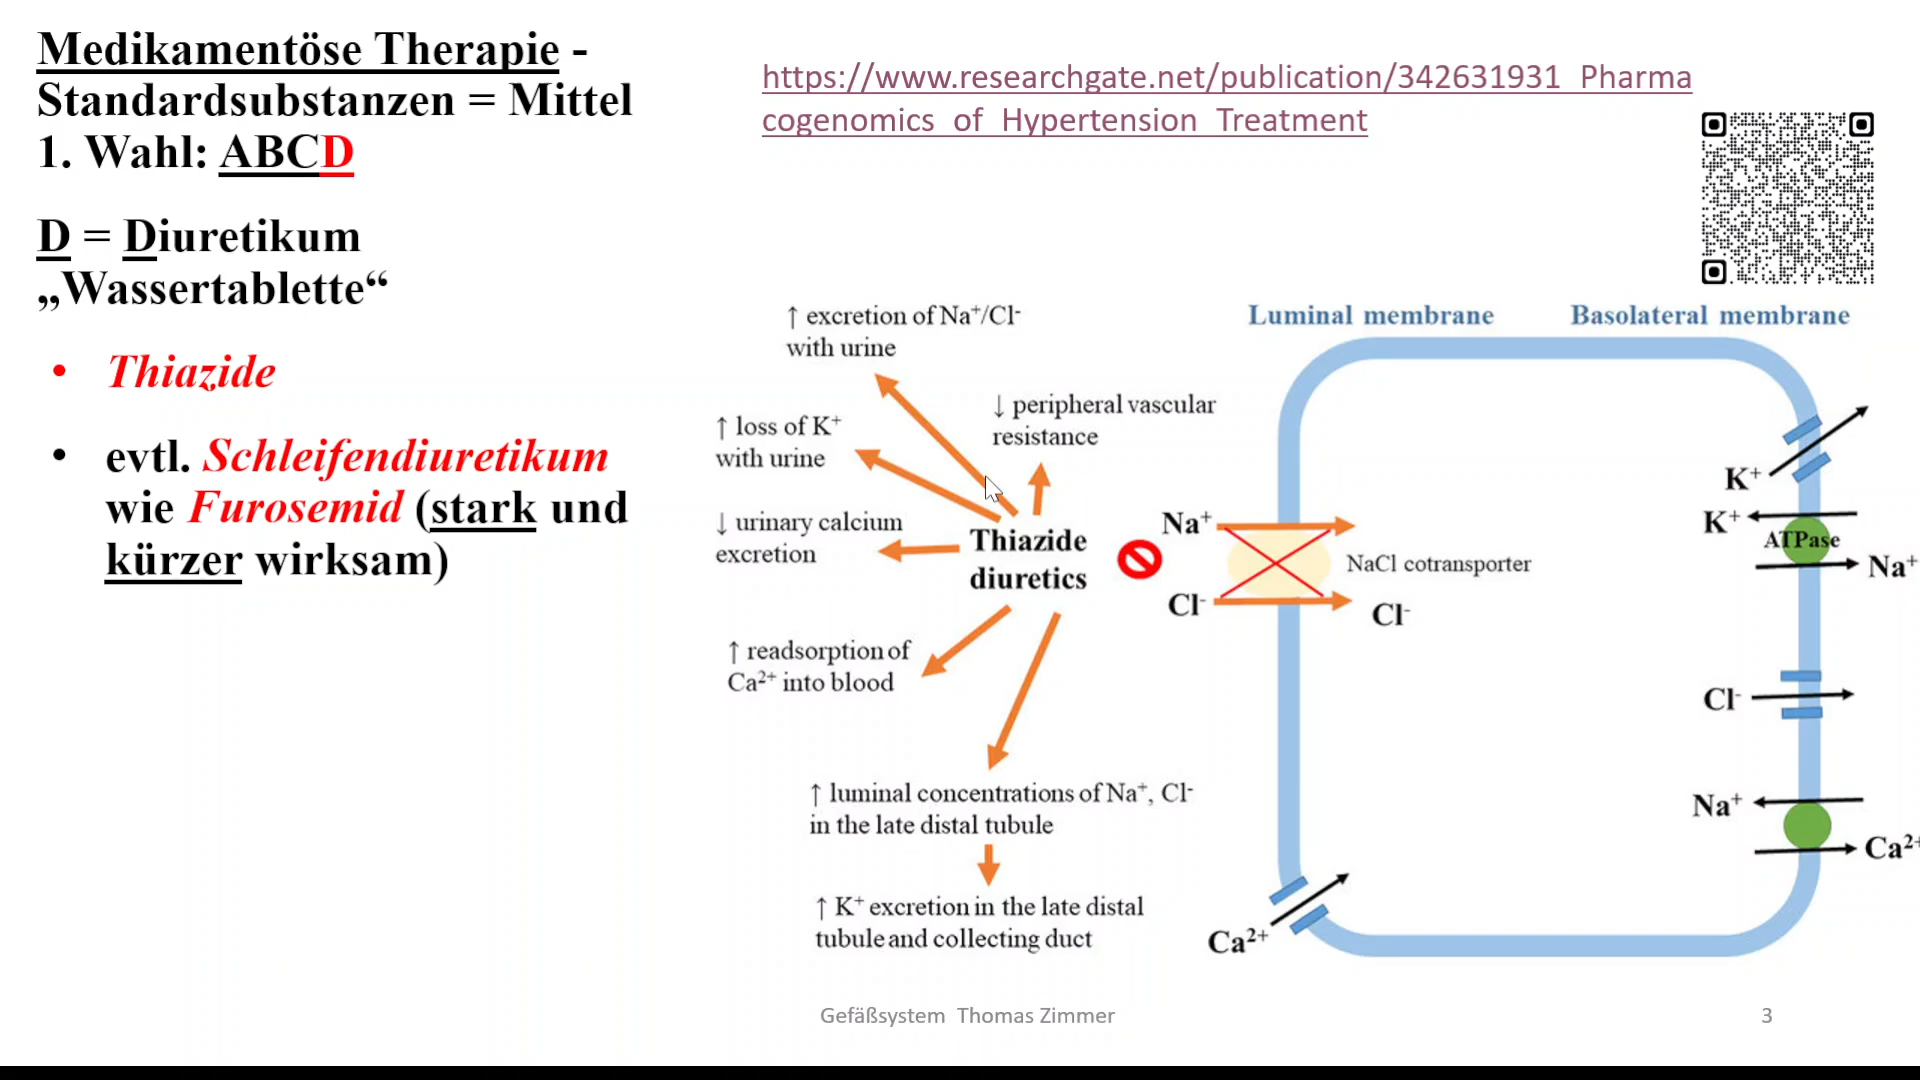 Medikamentöse Therapie -
Standardsubstanzen = Mittel
1. Wahl: ABCD
D = Diuretikum
„Wassertablette“
• Thiazide
• evtl. Schleifendiuretikum
wie Furosemid (stark und
kürzer wirksam)
https://www.researchgate.net/publication/342631931_Pharma
cogenomics_of_Hypertension_Treatment
↑ excretion of Na⁺/Cl⁻
with urine
↑ loss of K⁺
with urine
↓ peripheral vascular
resistance
↓ urinary calcium
excretion
Thiazide
diuretics
↑ readsorption of
Ca²⁺ into blood
↑ luminal concentrations of Na⁺, Cl⁻
in the late distal tubule
↑ K⁺ excretion in the late distal
tubule and collecting duct
Luminal membrane
Basolateral membrane
Na⁺
NaCl cotransporter
Cl⁻
Cl⁻
Ca²⁺
K⁺
K⁺
ATPase
Na⁺
Cl⁻
Na⁺
Ca²⁺
Gefäßsystem Thomas Zimmer
3